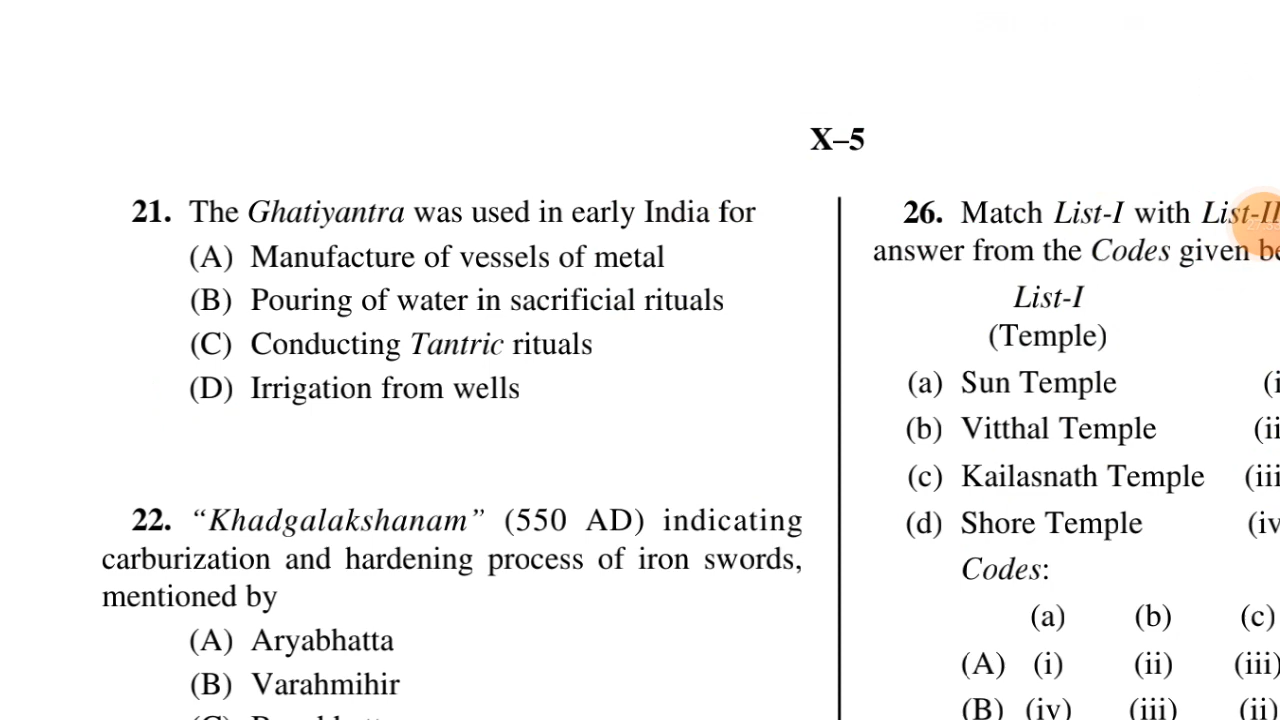 X–5
21. The Ghatiyantra was used in early India for
(A) Manufacture of vessels of metal
(B) Pouring of water in sacrificial rituals
(C) Conducting Tantric rituals
(D) Irrigation from wells
22. “Khadgalakshanam” (550 AD) indicating
carburization and hardening process of iron swords,
mentioned by
(A) Aryabhatta
(B) Varahmihir
26. Match List-I with List-II
answer from the Codes given
List-I
(Temple)
(a) Sun Temple
(b) Vitthal Temple
(c) Kailasnath Temple
(d) Shore Temple
Codes:
(a) (b) (c)
(A) (i) (ii) (iii)
(B) (iv) (iii) (ii)